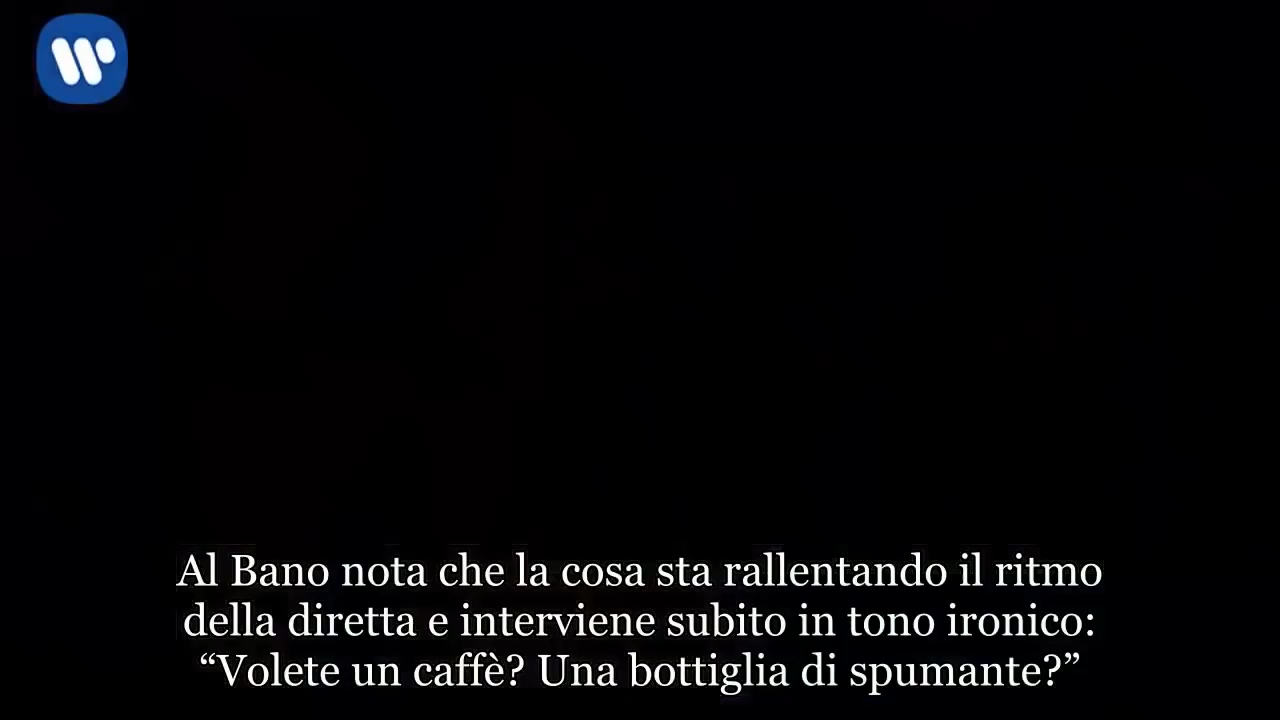 Al Bano nota che la cosa sta rallentando il ritmo
della diretta e interviene subito in tono ironico:
“Volete un caffè? Una bottiglia di spumante?”